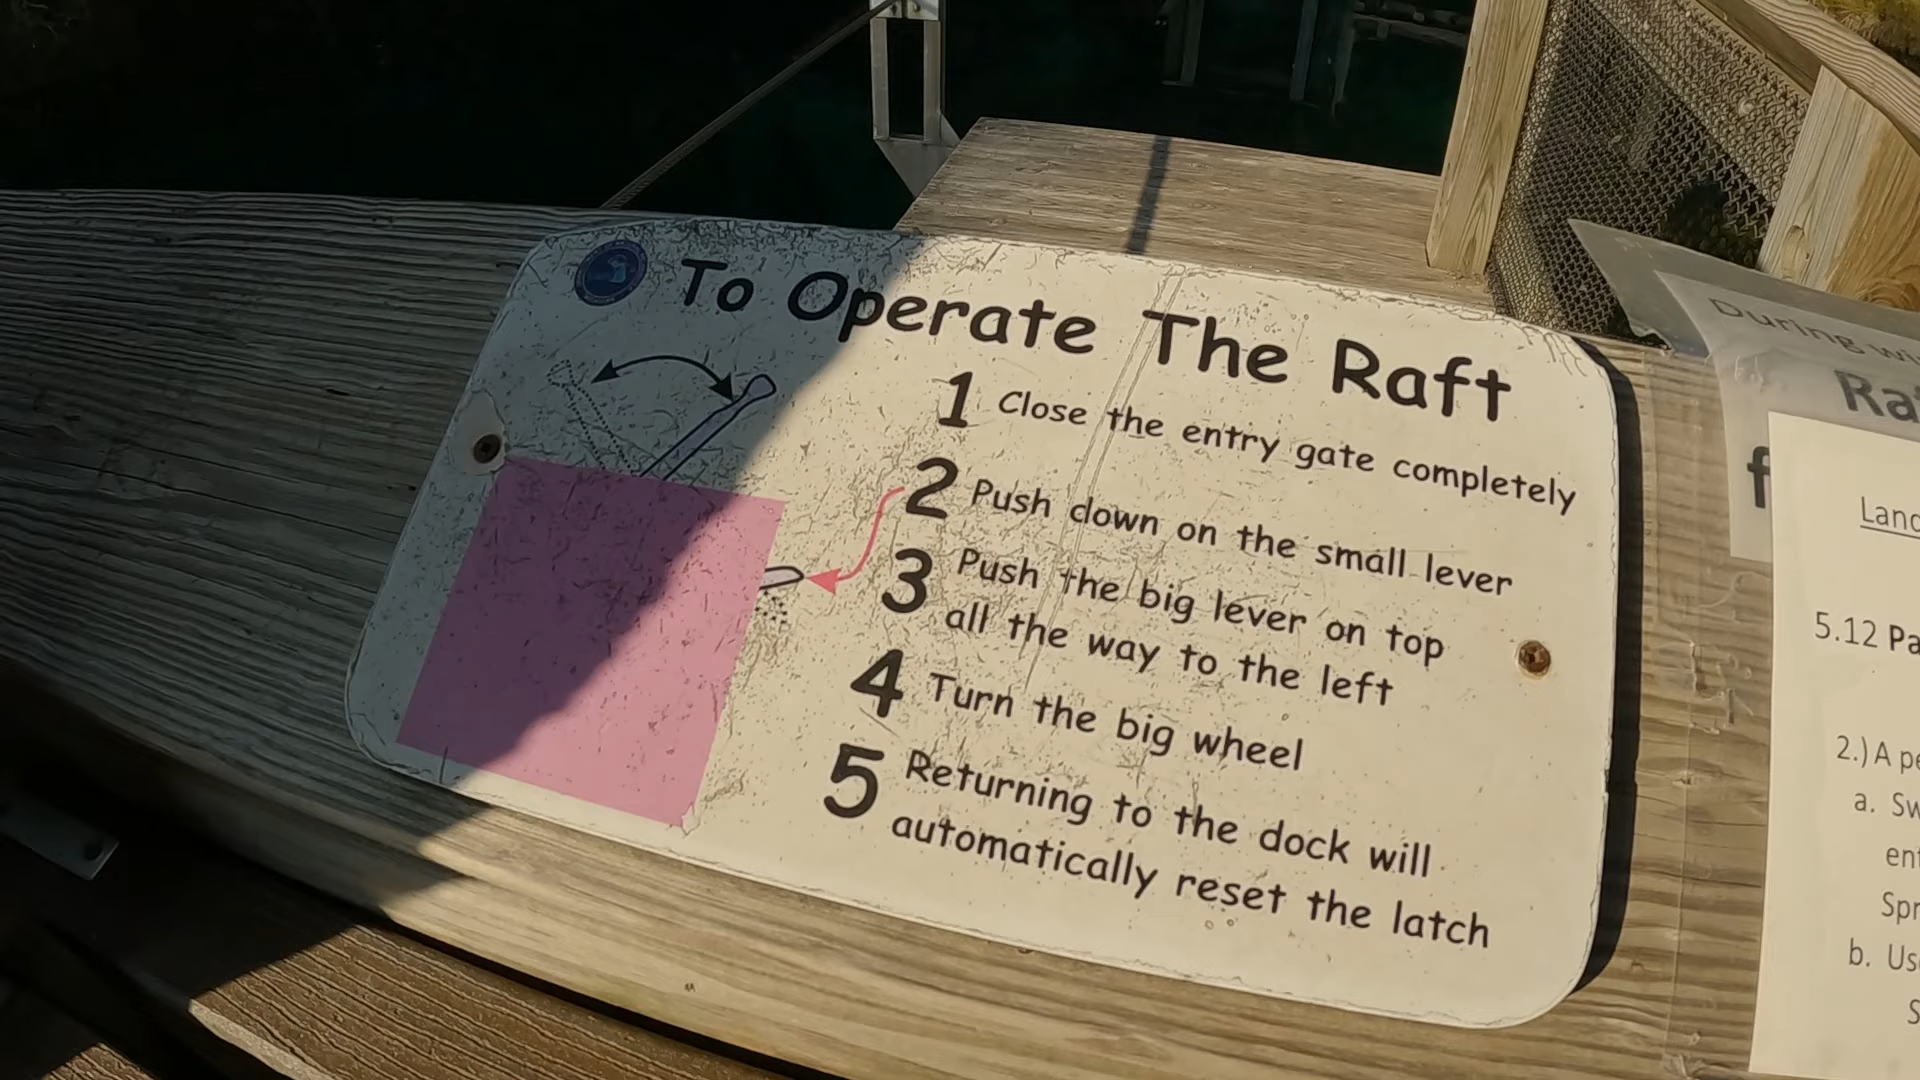 To Operate The Raft
1 Close the entry gate completely
2 Push down on the small lever
3 Push the big lever on top
all the way to the left
4 Turn the big wheel
5 Returning to the dock will
automatically reset the latch
During
5.12
2.) A
a.
b.